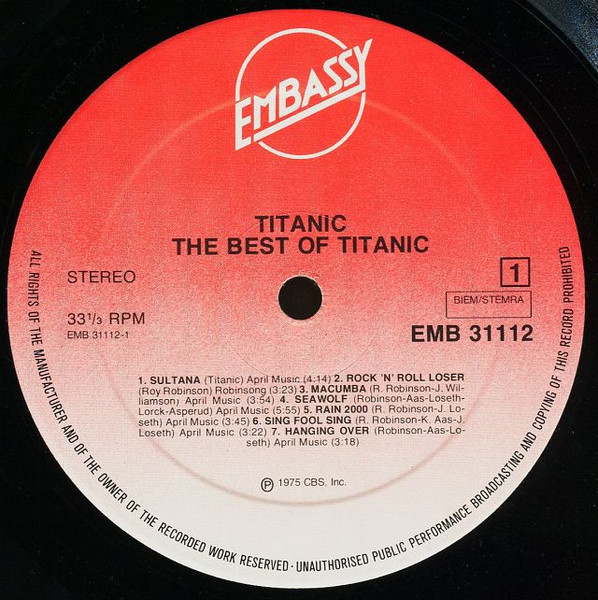 EMBASSY
TITANIC
THE BEST OF TITANIC
STEREO
1
BIEM/STEMRA
33 1/3 RPM
EMB 31112-1
EMB 31112
1. SULTANA (Titanic) April Music (4:14) 2. ROCK 'N' ROLL LOSER
(Roy Robinson) Robinsong (3:23) 3. MACUMBA (R. Robinson-J. Wil-
liamson) April Music (3:54) 4. SEAWOLF (Robinson-Aas-Loseth-
Lorck-Asperud) April Music (5:55) 5. RAIN 2000 (R. Robinson-J. Lo-
seth) April Music (3:45) 6. SING FOOL SING (R. Robinson-K. Aas-J.
Loseth) April Music (3:22) 7. HANGING OVER (Robinson-Aas-Lo-
seth) April Music (3:18)
℗ 1975 CBS, Inc.
ALL RIGHTS OF THE MANUFACTURER AND OF THE OWNER OF THE RECORDED WORK RESERVED · UNAUTHORISED PUBLIC PERFORMANCE BROADCASTING AND COPYING OF THIS RECORD PROHIBITED